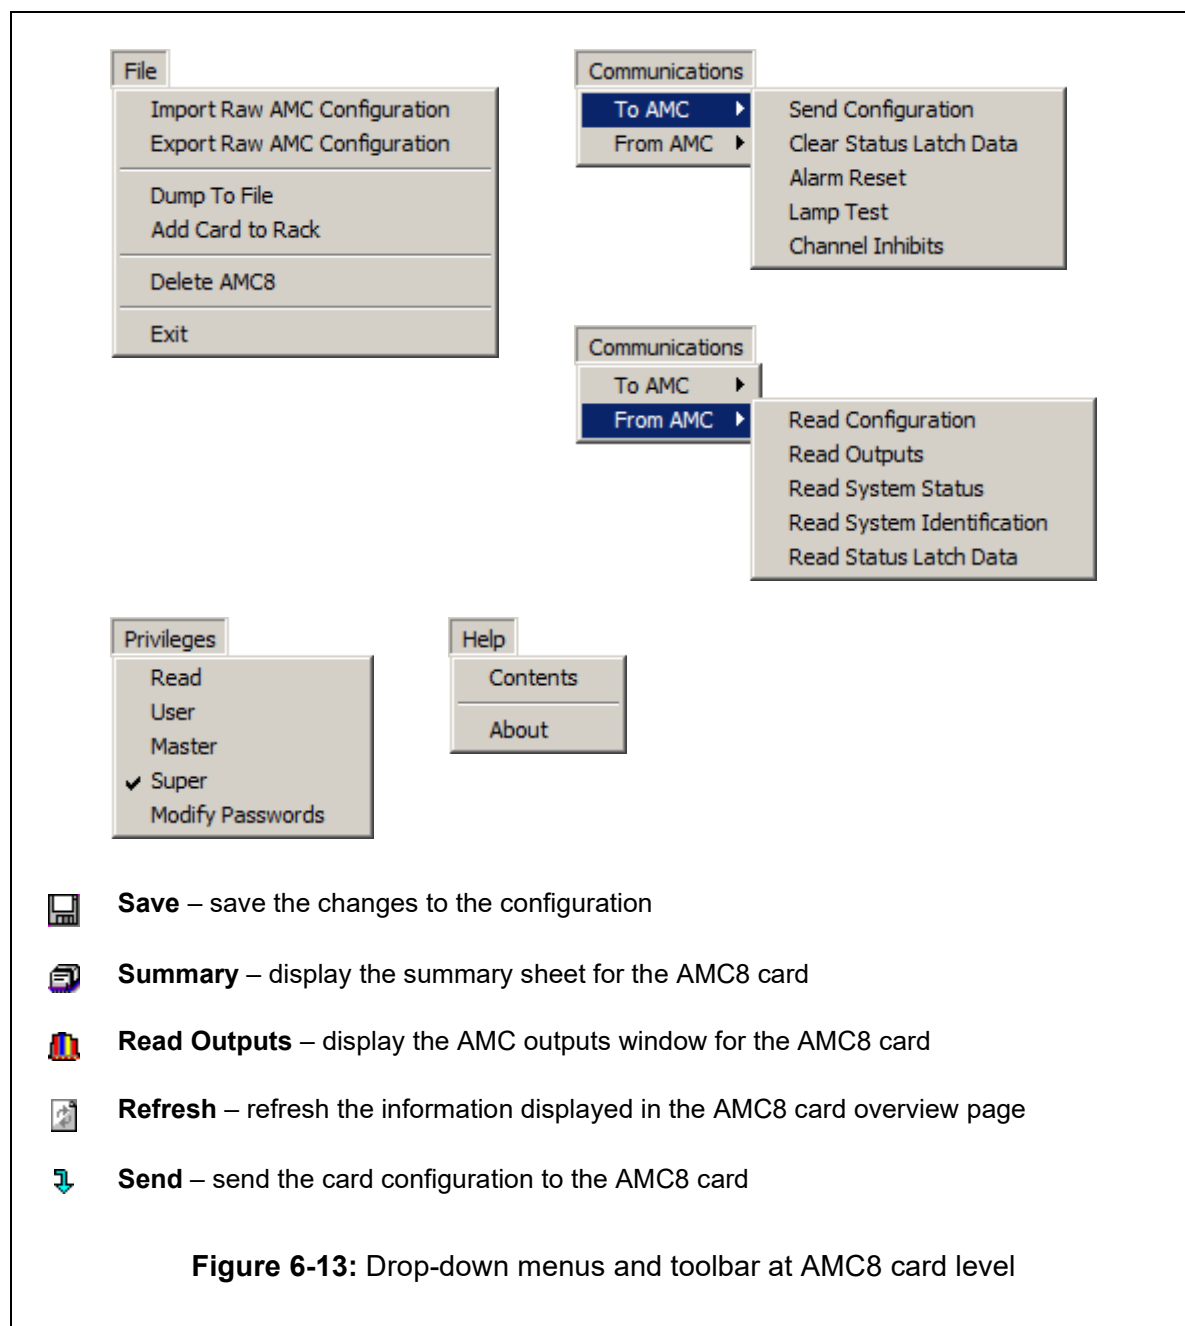 File
Import Raw AMC Configuration
Export Raw AMC Configuration
Dump To File
Add Card to Rack
Delete AMC8
Exit
Communications
To AMC
From AMC
Send Configuration
Clear Status Latch Data
Alarm Reset
Lamp Test
Channel Inhibits
Communications
To AMC
From AMC
Read Configuration
Read Outputs
Read System Status
Read System Identification
Read Status Latch Data
Privileges
Read
User
Master
Super
Modify Passwords
Help
Contents
About
Save – save the changes to the configuration
Summary – display the summary sheet for the AMC8 card
Read Outputs – display the AMC outputs window for the AMC8 card
Refresh – refresh the information displayed in the AMC8 card overview page
Send – send the card configuration to the AMC8 card
Figure 6-13: Drop-down menus and toolbar at AMC8 card level